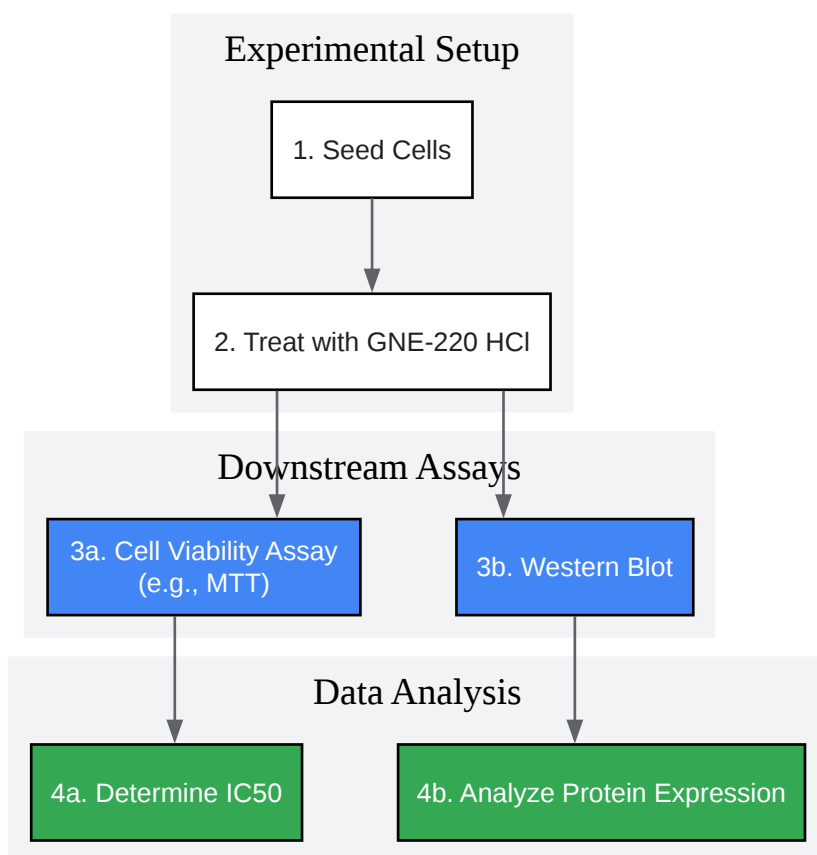 Experimental Setup
1. Seed Cells
2. Treat with GNE-220 HCl
Downstream Assays
3a. Cell Viability Assay
(e.g., MTT)
3b. Western Blot
Data Analysis
4a. Determine IC50
4b. Analyze Protein Expression